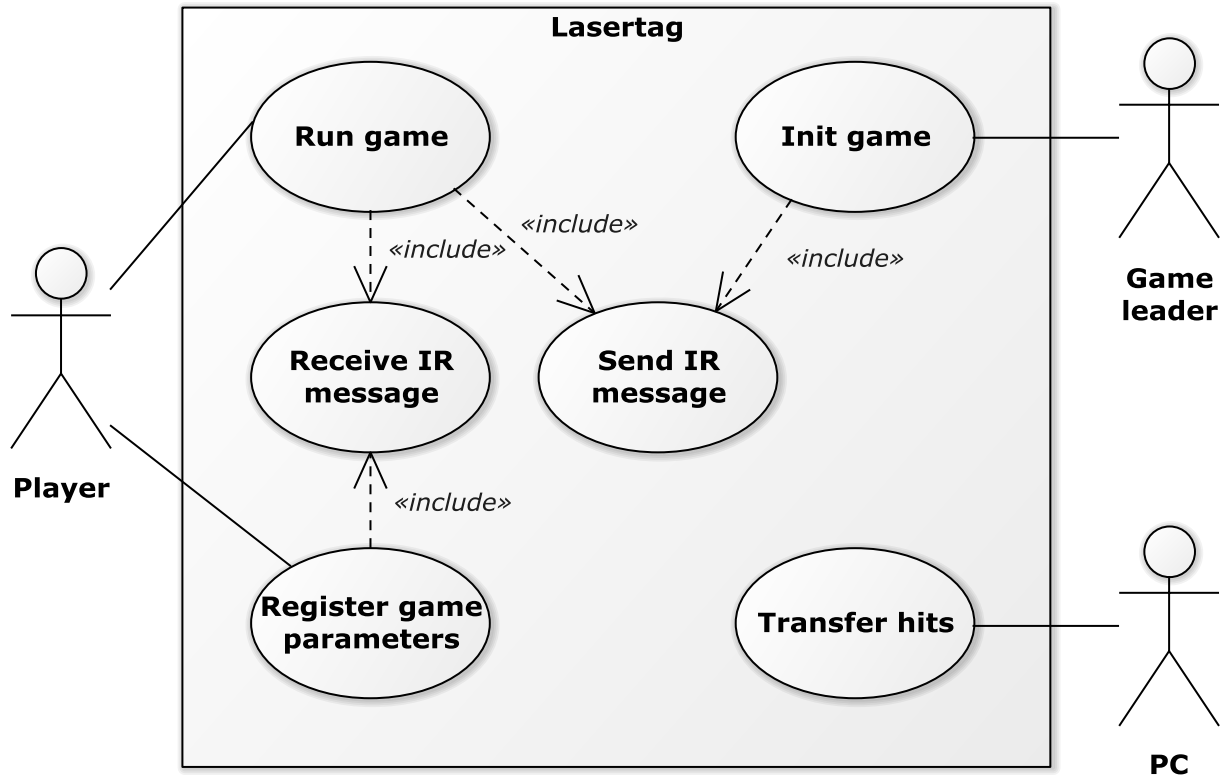 Lasertag
Run game
Init game
«include»
«include»
«include»
Game
leader
Receive IR
message
Send IR
message
Player
«include»
Register game
parameters
Transfer hits
PC